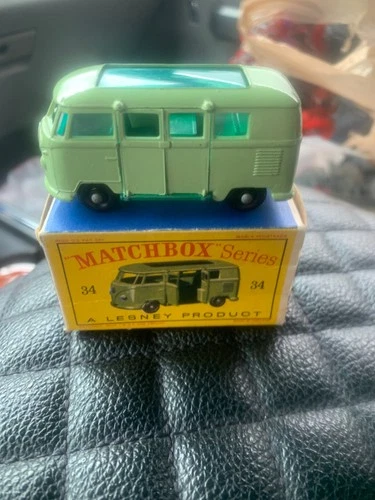 "MATCHBOX" Series
34 34
A LESNEY PRODUCT